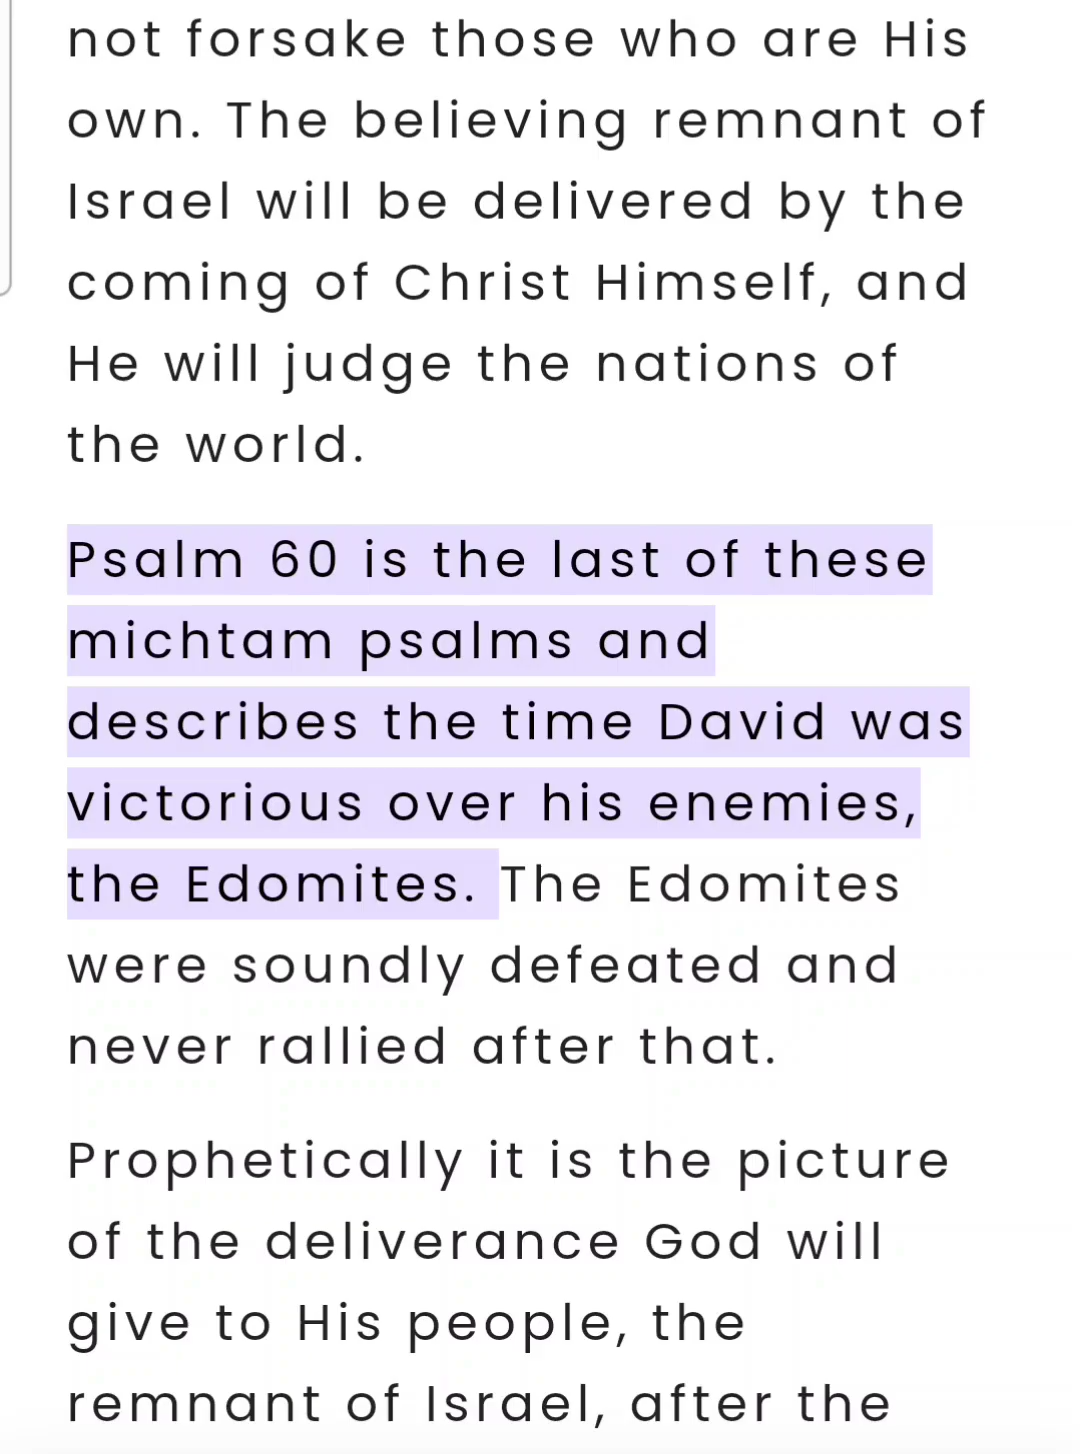 not forsake those who are His
own. The believing remnant of
Israel will be delivered by the
coming of Christ Himself, and
He will judge the nations of
the world.
Psalm 60 is the last of these
michtam psalms and
describes the time David was
victorious over his enemies,
the Edomites. The Edomites
were soundly defeated and
never rallied after that.
Prophetically it is the picture
of the deliverance God will
give to His people, the
remnant of Israel, after the